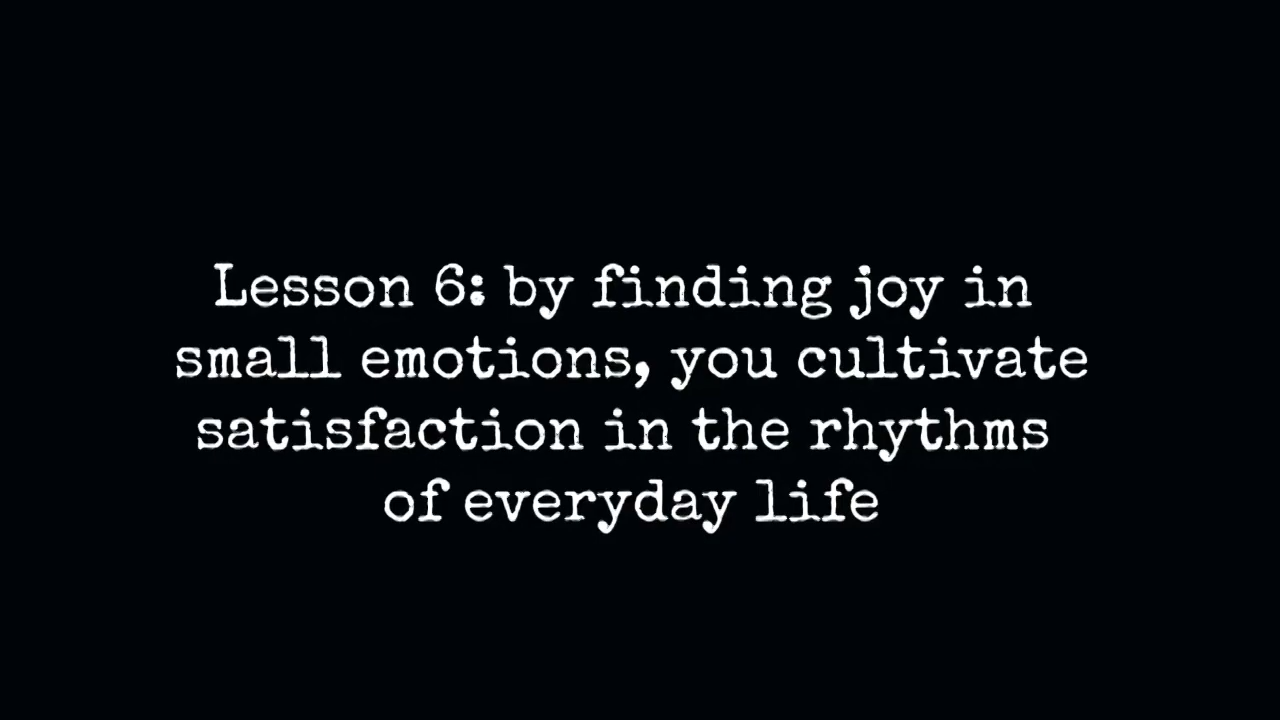 Lesson 6: by finding joy in
small emotions, you cultivate
satisfaction in the rhythms
of everyday life